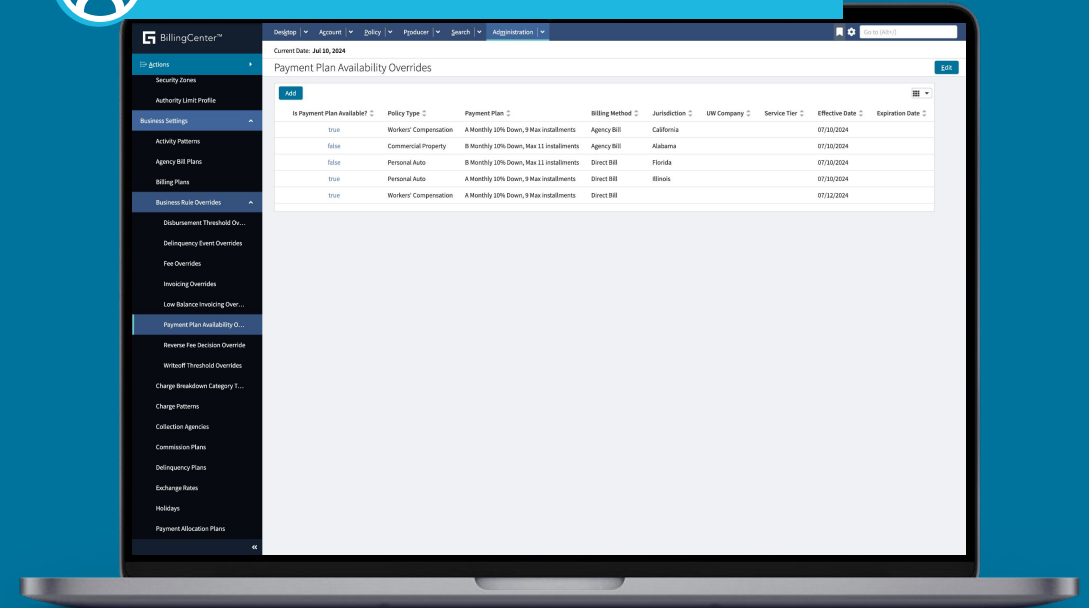 BillingCenter™
Desktop Account Policy Producer Search Administration
Go to (Alt+/)
Current Date: Jul 10, 2024
Actions
Payment Plan Availability Overrides
Edit
Security Zones
Authority Limit Profile
Business Settings
Activity Patterns
Agency Bill Plans
Billing Plans
Business Rule Overrides
Disbursement Threshold Ov...
Delinquency Event Overrides
Fee Overrides
Invoicing Overrides
Low Balance Invoicing Over...
Payment Plan Availability O...
Reverse Fee Decision Override
Writeoff Threshold Overrides
Charge Breakdown Category T...
Charge Patterns
Collection Agencies
Commission Plans
Delinquency Plans
Exchange Rates
Holidays
Payment Allocation Plans
Add
Is Payment Plan Available? Policy Type Payment Plan Billing Method Jurisdiction UW Company Service Tier Effective Date Expiration Date
true Workers' Compensation A Monthly 10% Down, 9 Max installments Agency Bill California 07/10/2024
false Commercial Property B Monthly 10% Down, Max 11 installments Agency Bill Alabama 07/10/2024
false Personal Auto B Monthly 10% Down, Max 11 installments Direct Bill Florida 07/10/2024
true Personal Auto A Monthly 10% Down, 9 Max installments Direct Bill Illinois 07/10/2024
true Workers' Compensation A Monthly 10% Down, 9 Max installments Direct Bill 07/12/2024